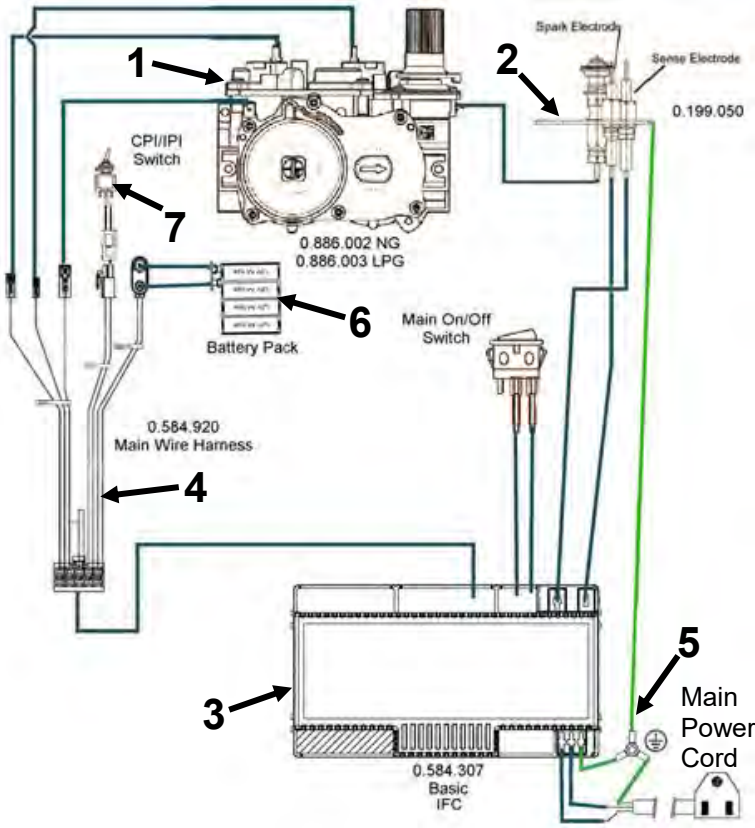 Spark Electrode
1
2
Sense Electrode
0.199.050
CPI/IPI
Switch
7
0.886.002 NG
0.886.003 LPG
6
Battery Pack
Main On/Off
Switch
0.584.920
Main Wire Harness
4
5
3
Main
Power
Cord
0.584.307
Basic
IFC